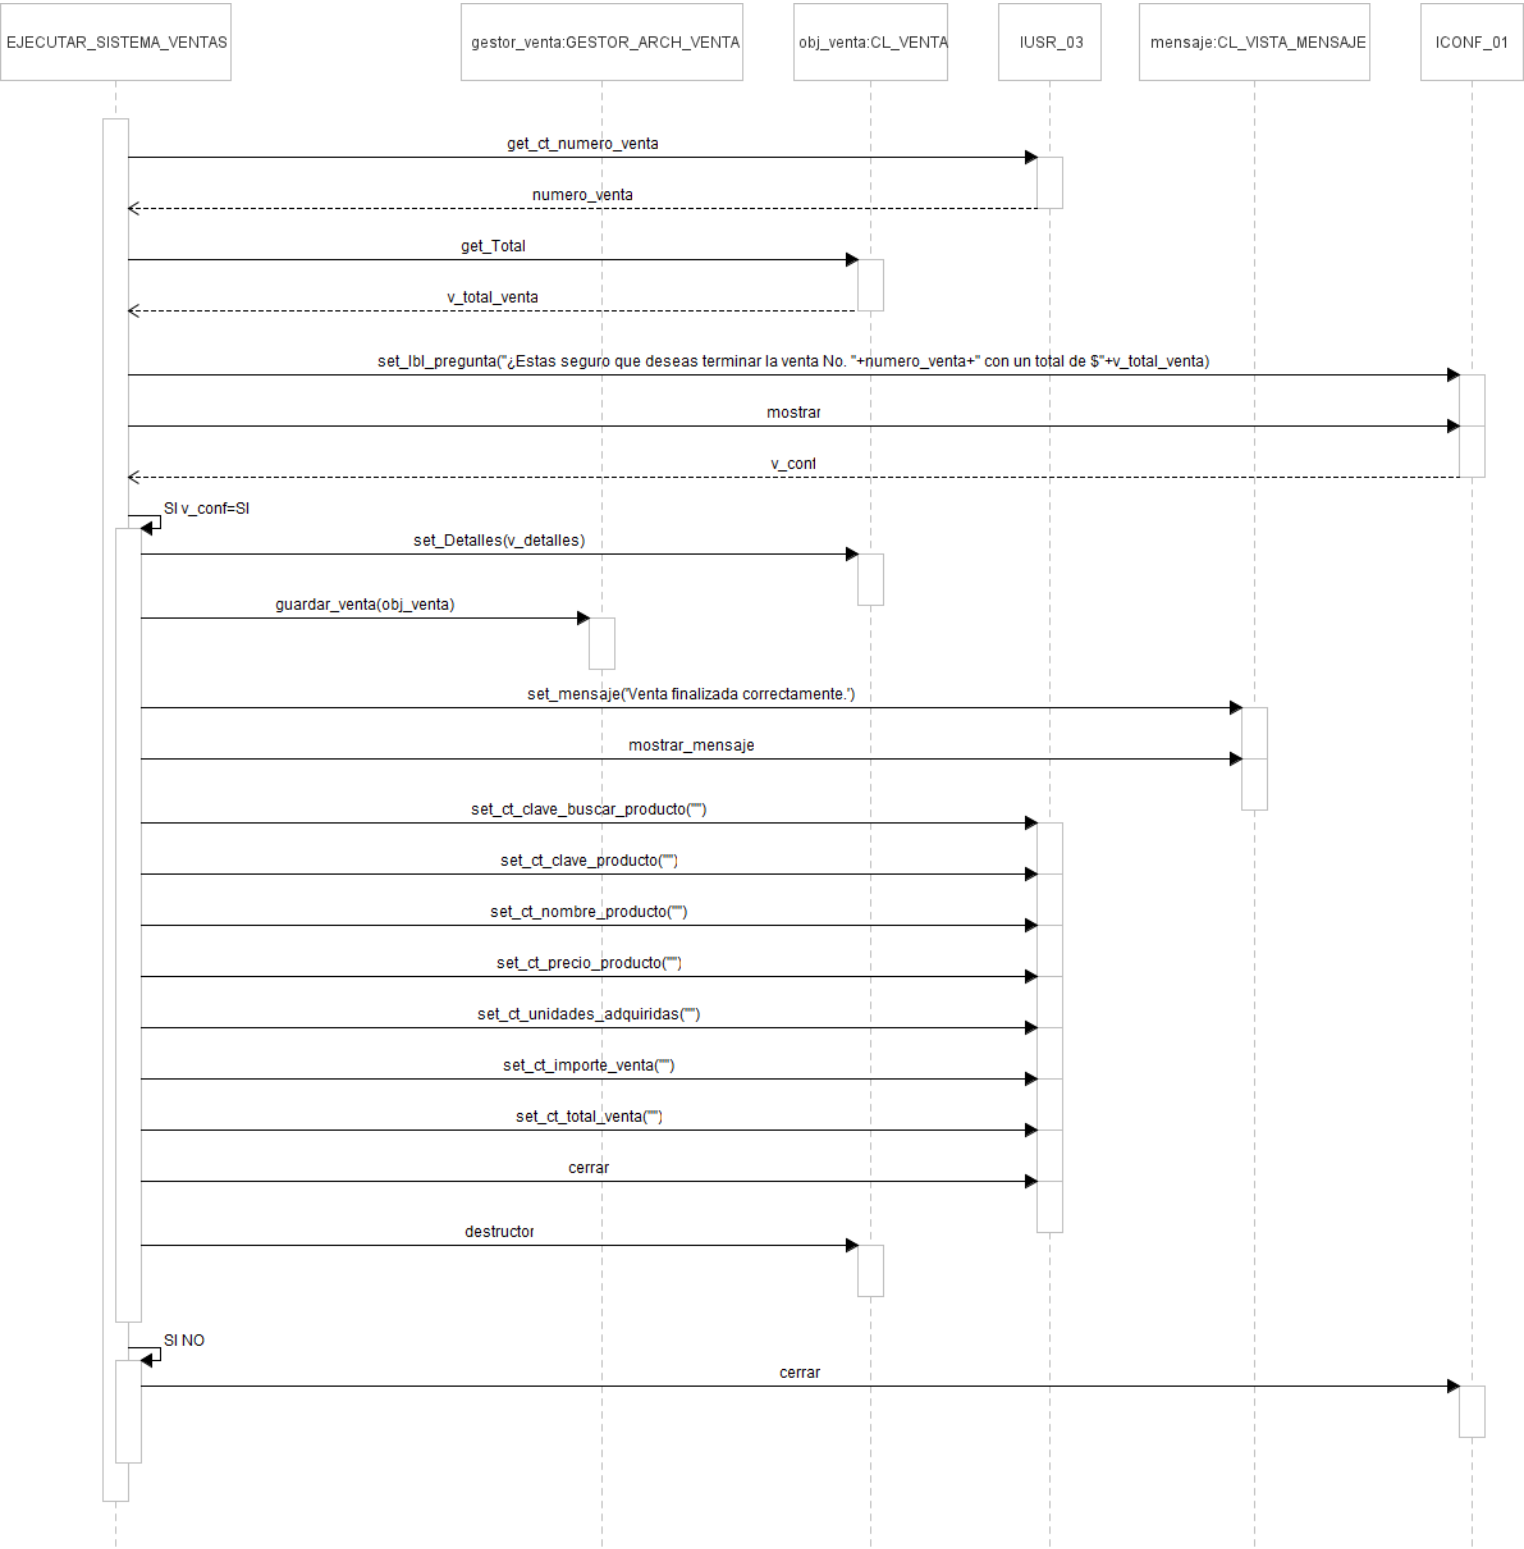 EJECUTAR_SISTEMA_VENTAS
gestor_venta:GESTOR_ARCH_VENTA
obj_venta:CL_VENTA
IUSR_03
mensaje:CL_VISTA_MENSAJE
ICONF_01
get_ct_numero_venta
numero_venta
get_Total
v_total_venta
set_lbl_pregunta("¿Estas seguro que deseas terminar la venta No. "+numero_venta+" con un total de $"+v_total_venta)
mostrar
v_conf
SI v_conf=SI
set_Detalles(v_detalles)
guardar_venta(obj_venta)
set_mensaje("Venta finalizada correctamente.")
mostrar_mensaje
set_ct_clave_buscar_producto("")
set_ct_clave_producto("")
set_ct_nombre_producto("")
set_ct_precio_producto("")
set_ct_unidades_adquiridas("")
set_ct_importe_venta("")
set_ct_total_venta("")
cerrar
destructor
SI NO
cerrar